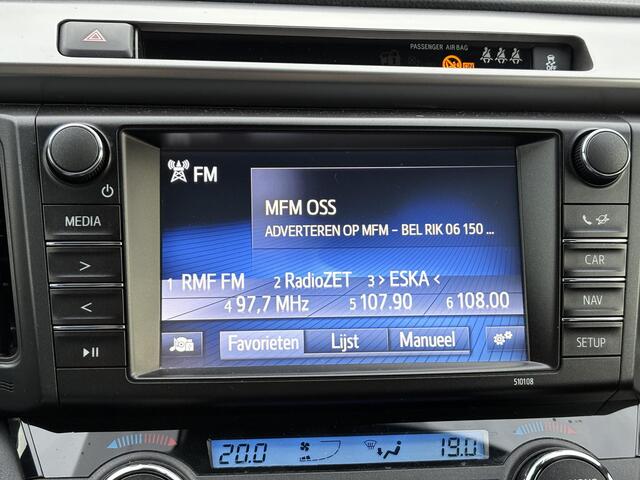 PASSENGER AIR BAG
ON
OFF
FM
MFM OSS
ADVERTEREN OP MFM - BEL RIK 06 150 ...
1 RMF FM 2 RadioZET 3 > ESKA <
4 97,7 MHz 5 107.90 6 108.00
Favorieten Lijst Manueel
MEDIA
>
<
CAR
NAV
SETUP
510108
20.0 19.0